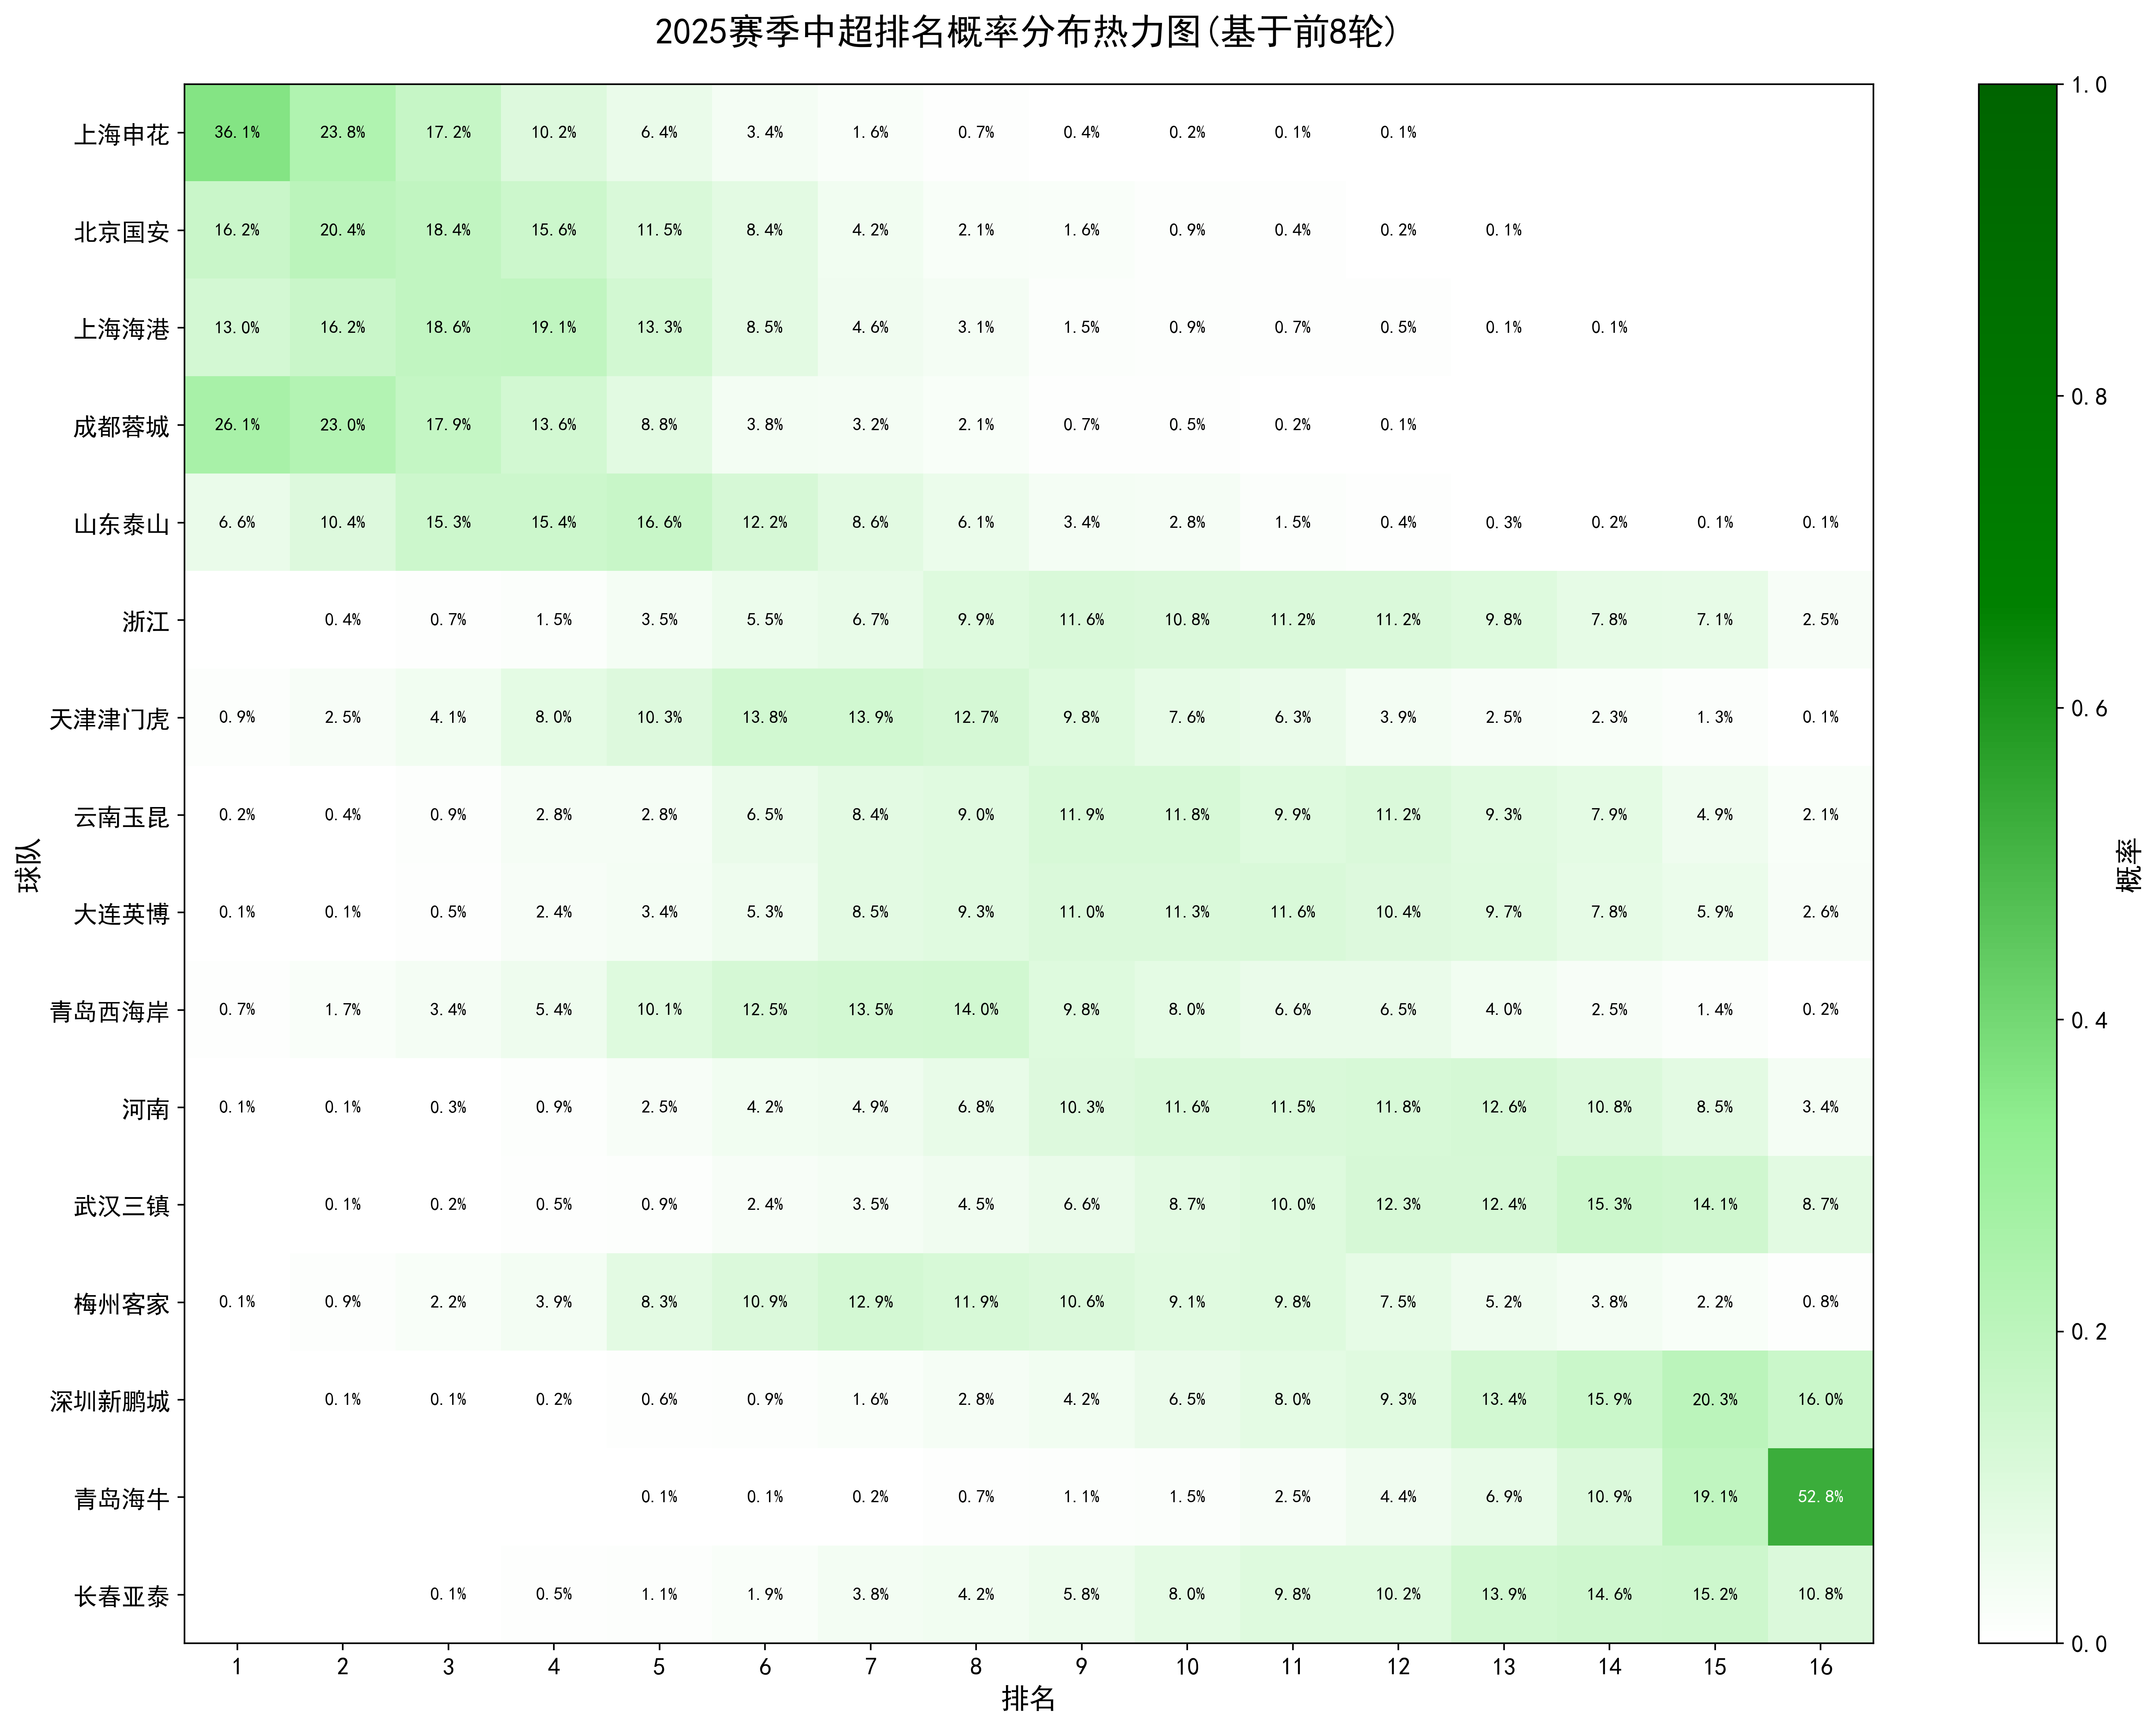 2025赛季中超排名概率分布热力图(基于前8轮)
上海申花 36.1% 23.8% 17.2% 10.2% 6.4% 3.4% 1.6% 0.7% 0.4% 0.2% 0.1% 0.1%
北京国安 16.2% 20.4% 18.4% 15.6% 11.5% 8.4% 4.2% 2.1% 1.6% 0.9% 0.4% 0.2% 0.1%
上海海港 13.0% 16.2% 18.6% 19.1% 13.3% 8.5% 4.6% 3.1% 1.5% 0.9% 0.7% 0.5% 0.1% 0.1%
成都蓉城 26.1% 23.0% 17.9% 13.6% 8.8% 3.8% 3.2% 2.1% 0.7% 0.5% 0.2% 0.1%
山东泰山 6.6% 10.4% 15.3% 15.4% 16.6% 12.2% 8.6% 6.1% 3.4% 2.8% 1.5% 0.4% 0.3% 0.2% 0.1% 0.1%
浙江 0.4% 0.7% 1.5% 3.5% 5.5% 6.7% 9.9% 11.6% 10.8% 11.2% 11.2% 9.8% 7.8% 7.1% 2.5%
天津津门虎 0.9% 2.5% 4.1% 8.0% 10.3% 13.8% 13.9% 12.7% 9.8% 7.6% 6.3% 3.9% 2.5% 2.3% 1.3% 0.1%
云南玉昆 0.2% 0.4% 0.9% 2.8% 2.8% 6.5% 8.4% 9.0% 11.9% 11.8% 9.9% 11.2% 9.3% 7.9% 4.9% 2.1%
大连英博 0.1% 0.1% 0.5% 2.4% 3.4% 5.3% 8.5% 9.3% 11.0% 11.3% 11.6% 10.4% 9.7% 7.8% 5.9% 2.6%
青岛西海岸 0.7% 1.7% 3.4% 5.4% 10.1% 12.5% 13.5% 14.0% 9.8% 8.0% 6.6% 6.5% 4.0% 2.5% 1.4% 0.2%
河南 0.1% 0.1% 0.3% 0.9% 2.5% 4.2% 4.9% 6.8% 10.3% 11.6% 11.5% 11.8% 12.6% 10.8% 8.5% 3.4%
武汉三镇 0.1% 0.2% 0.5% 0.9% 2.4% 3.5% 4.5% 6.6% 8.7% 10.0% 12.3% 12.4% 15.3% 14.1% 8.7%
梅州客家 0.1% 0.9% 2.2% 3.9% 8.3% 10.9% 12.9% 11.9% 10.6% 9.1% 9.8% 7.5% 5.2% 3.8% 2.2% 0.8%
深圳新鹏城 0.1% 0.1% 0.2% 0.6% 0.9% 1.6% 2.8% 4.2% 6.5% 8.0% 9.3% 13.4% 15.9% 20.3% 16.0%
青岛海牛 0.1% 0.1% 0.2% 0.7% 1.1% 1.5% 2.5% 4.4% 6.9% 10.9% 19.1% 52.8%
长春亚泰 0.1% 0.5% 1.1% 1.9% 3.8% 4.2% 5.8% 8.0% 9.8% 10.2% 13.9% 14.6% 15.2% 10.8%
1 2 3 4 5 6 7 8 9 10 11 12 13 14 15 16
排名
球队
1.0
0.8
0.6
0.4
0.2
0.0
概率